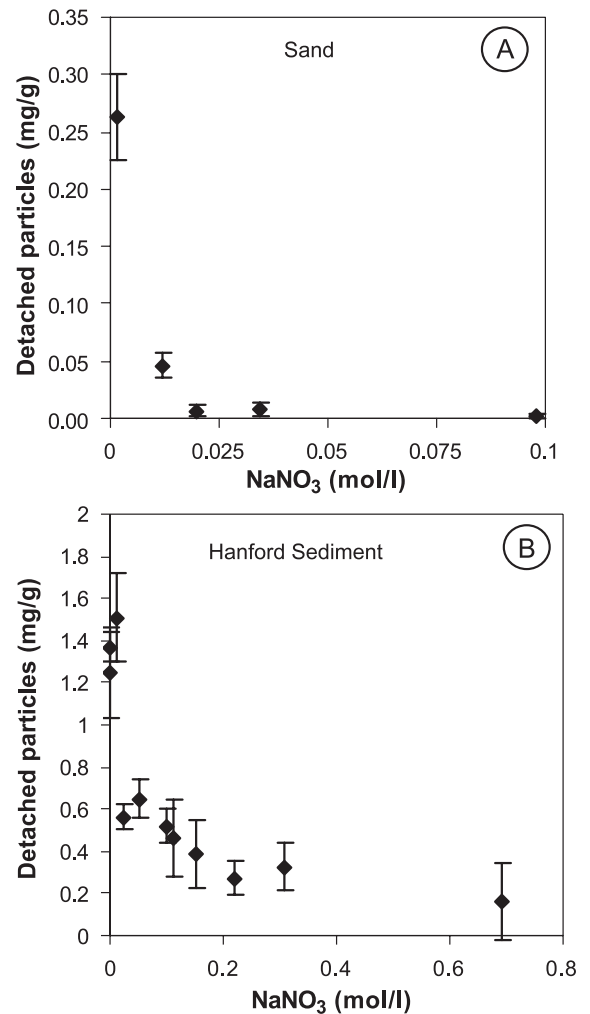 Sand
A
0.35
0.30
0.25
0.20
0.15
0.10
0.05
0.00
Detached particles (mg/g)
0 0.025 0.05 0.075 0.1
NaNO3 (mol/l)
Hanford Sediment
B
2
1.8
1.6
1.4
1.2
1
0.8
0.6
0.4
0.2
0
Detached particles (mg/g)
0 0.2 0.4 0.6 0.8
NaNO3 (mol/l)